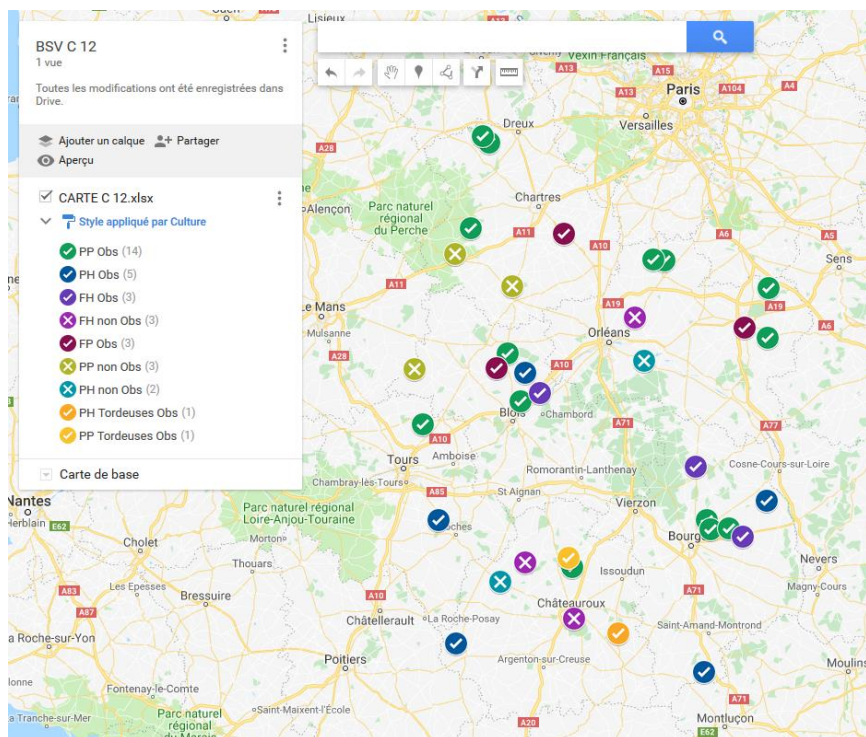 BSV C 12
1 vue
Toutes les modifications ont été enregistrées dans
Drive.
Ajouter un calque
Partager
Aperçu
CARTE C 12.xlsx
Style appliqué par Culture
PP Obs (14)
PH Obs (5)
FH Obs (3)
FH non Obs (3)
FP Obs (3)
PP non Obs (3)
PH non Obs (2)
PH Tordeuses Obs (1)
PP Tordeuses Obs (1)
Carte de base
Lisieux
A13
Vexin Français
A13
A15
A13
Paris
A104
A4
Versailles
Dreux
A28
Alençon
Parc naturel
régional
du Perche
Chartres
A11
A10
A6
A5
Sens
A11
Le Mans
A19
A19
Mulsanne
Orléans
A6
A28
A10
Blois
Chambord
A71
A77
A10
Tours
Amboise
Romorantin-Lanthenay
Cosne-Cours-sur-Loire
Chambray-lès-Tours
A85
St Aignan
Nantes
Parc naturel
régional
Loire-Anjou-Touraine
Vierzon
Herblain
E62
Cholet
Morton
Thouars
Issoudun
Nevers
A83
Les Epesses
Bressuire
A71
Magny-Cours
A87
A10
Châteauroux
Châtellerault
La Roche-Posay
Saint-Amand-Montrond
La Roche-sur-Yon
Poitiers
Argenton-sur-Creuse
Moulins
Fontenay-le-Comte
A71
La Tranche-sur-Mer
Saint-Maixent-l'École
Parc naturel
régional
A20
Montluçon
E62